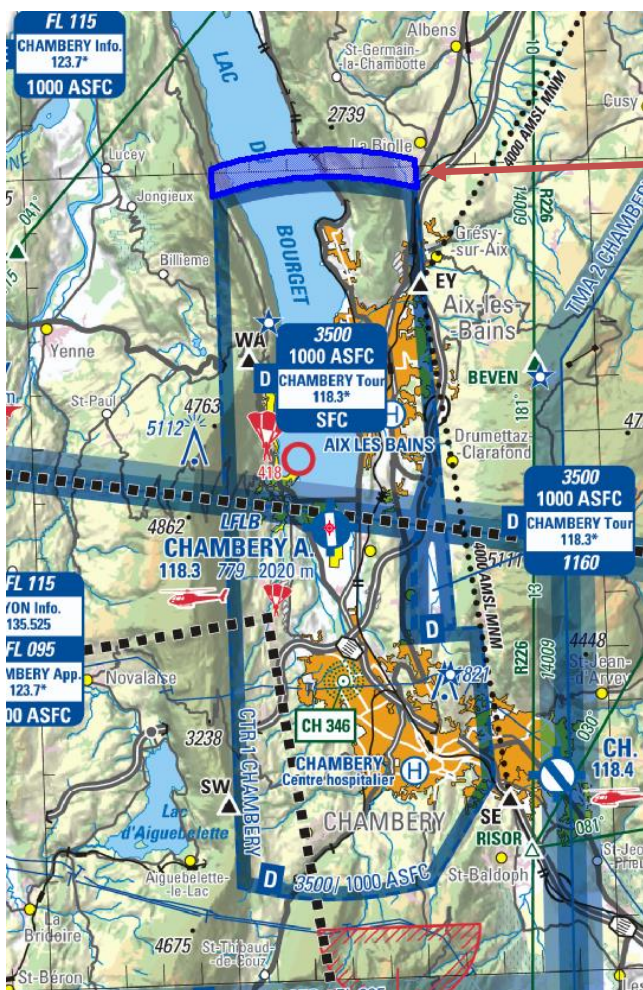 FL 115
CHAMBERY Info.
123.7*
1000 ASFC
LAC
D
BOURGET
Albens
St-Germain-
-la-Chambotte
2739
La Biolle
Cusy
4000 AMSL MNM
10
R226
14009
Lucey
Jongieux
041°
Billième
Yenne
St-Paul
4763
5112
WA
Grésy-
-sur-Aix
EY
Aix-les-
-Bains
TMA 2 CHAMBERY
BEVEN
181°
D
3500
1000 ASFC
CHAMBERY Tour
118.3*
SFC
H
AIX LES BAINS
Drumettaz-
-Clarafond
418
4862
LFLB
CHAMBERY A.
118.3 779 2020 m
D
3500
1000 ASFC
CHAMBERY Tour
118.3*
1160
4000 AMSL MNM
D
13
R226
14009
4448
St-Jean-
-d'Arvey
FL 115
YON Info.
135.525
FL 095
MBERY App.
123.7*
00 ASFC
Novalaise
3238
CTR 1 CHAMBERY
CH 346
CHAMBERY
Centre hospitalier
H
030°
CH.
118.4
SW
Lac
d'Aiguebelette
Aiguebelette-
-le-Lac
CHAMBERY
SE
RISOR
081°
St-Baldoph
D
3500 / 1000 ASFC
La
Bridoire
4675
St-Thibaud-
-de-Couz
St-Béron